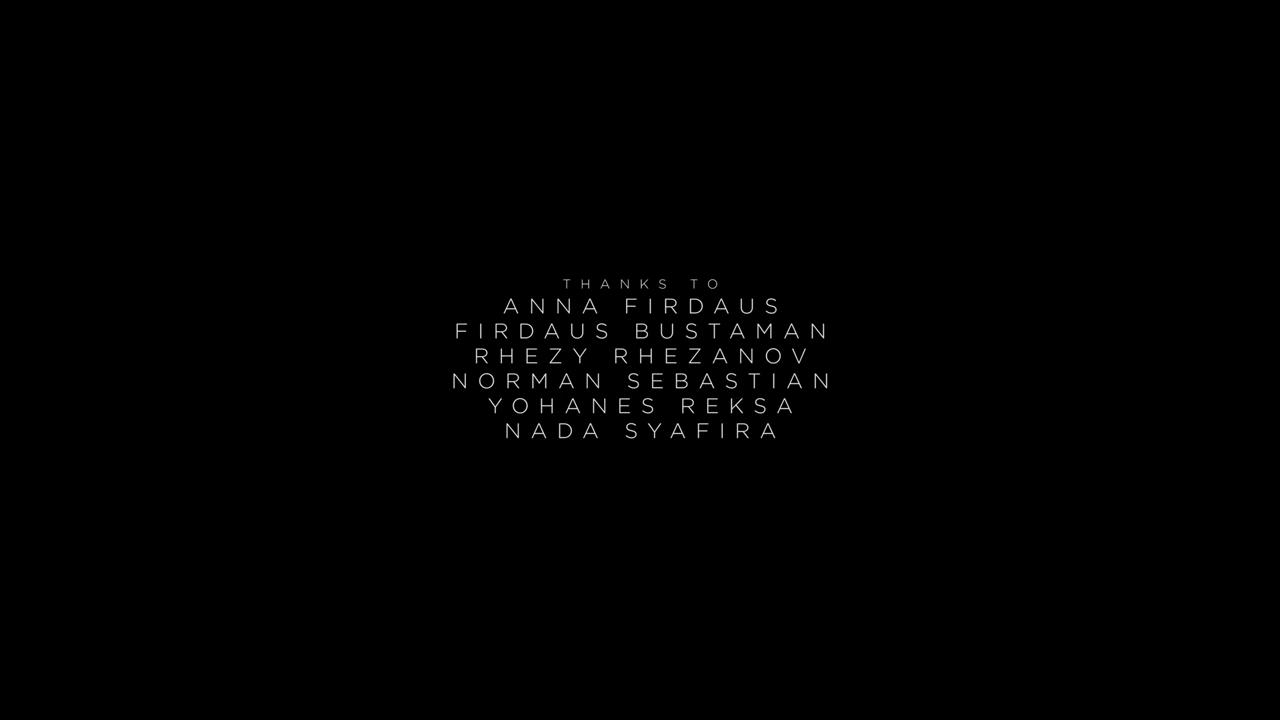 THANKS TO
ANNA FIRDAUS
FIRDAUS BUSTAMAN
RHEZY RHEZANOV
NORMAN SEBASTIAN
YOHANES REKSA
NADA SYAFIRA